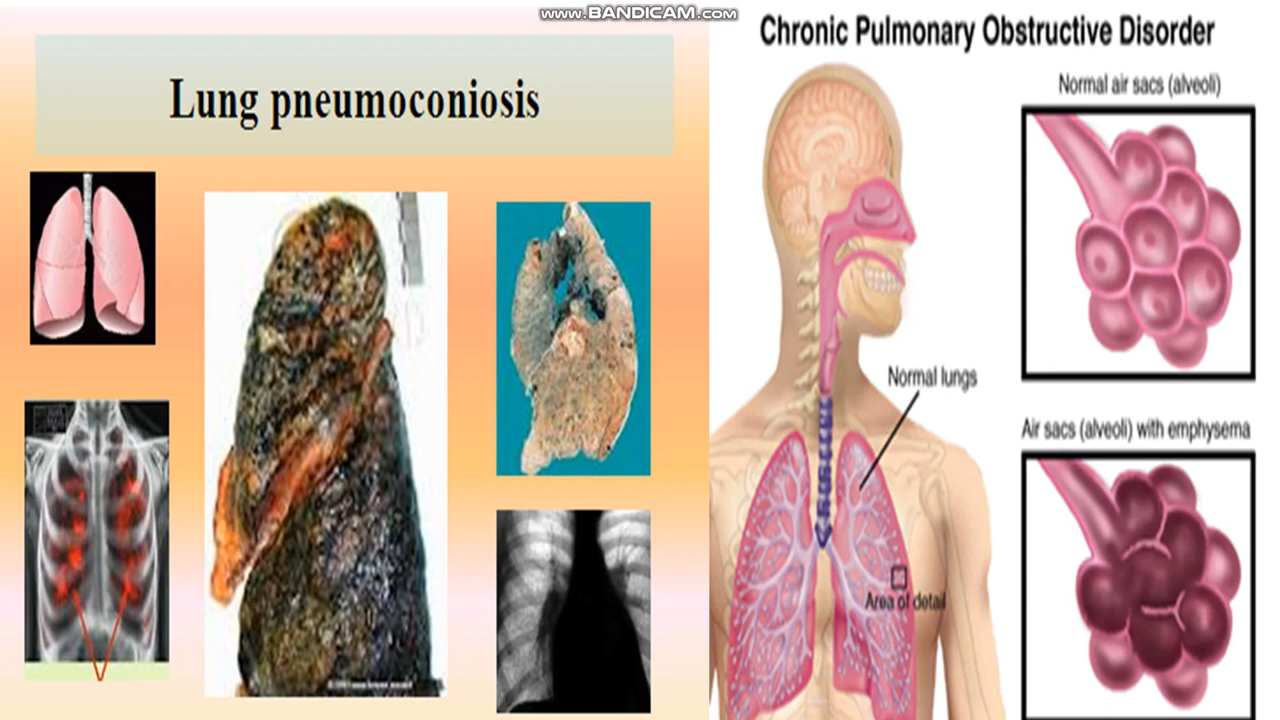 www.BANDICAM.com
Lung pneumoconiosis
Chronic Pulmonary Obstructive Disorder
Normal air sacs (alveoli)
Normal lungs
Air sacs (alveoli) with emphysema
Area of detail